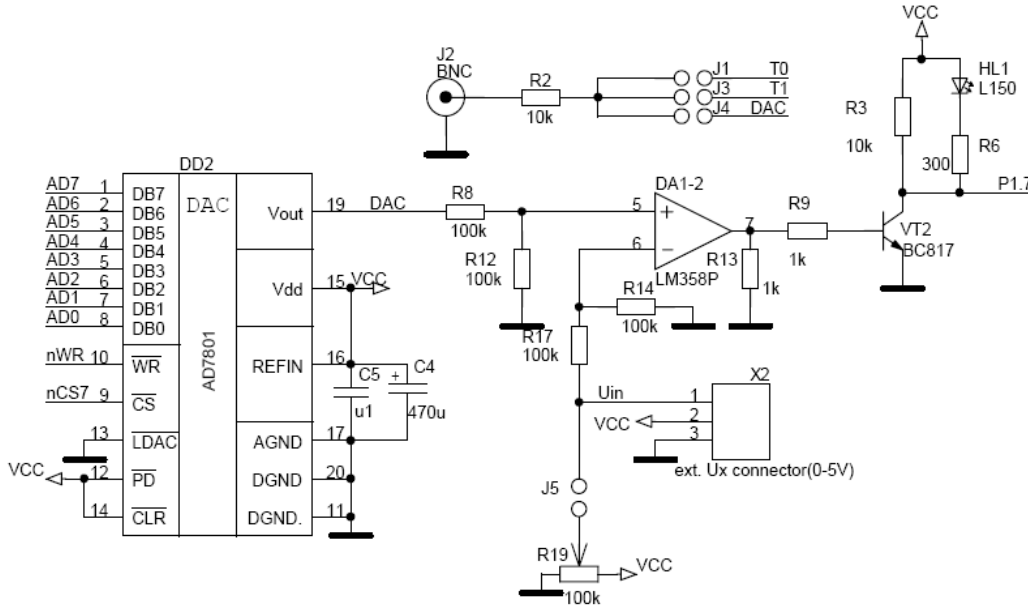 VCC
J2
BNC
R2
10k
J1
T0
J3
T1
J4
DAC
HL1
L150
R3
10k
R6
300
P1.7
DD2
AD7
1
DB7
AD6
2
DB6
AD5
3
DB5
AD4
4
DB4
AD3
5
DB3
AD2
6
DB2
AD1
7
DB1
AD0
8
DB0
nWR
10
WR
nCS7
9
CS
13
LDAC
VCC
12
PD
14
CLR
DAC
AD7801
Vout
19
DAC
Vdd
15
VCC
REFIN
16
C5
u1
+
C4
470u
AGND
17
DGND
20
DGND.
11
R8
100k
R12
100k
DA1-2
5
+
6
−
7
LM358P
R9
1k
R13
1k
VT2
BC817
R14
100k
R17
100k
Uin
X2
1
VCC
2
3
ext. Ux connector(0-5V)
J5
R19
VCC
100k